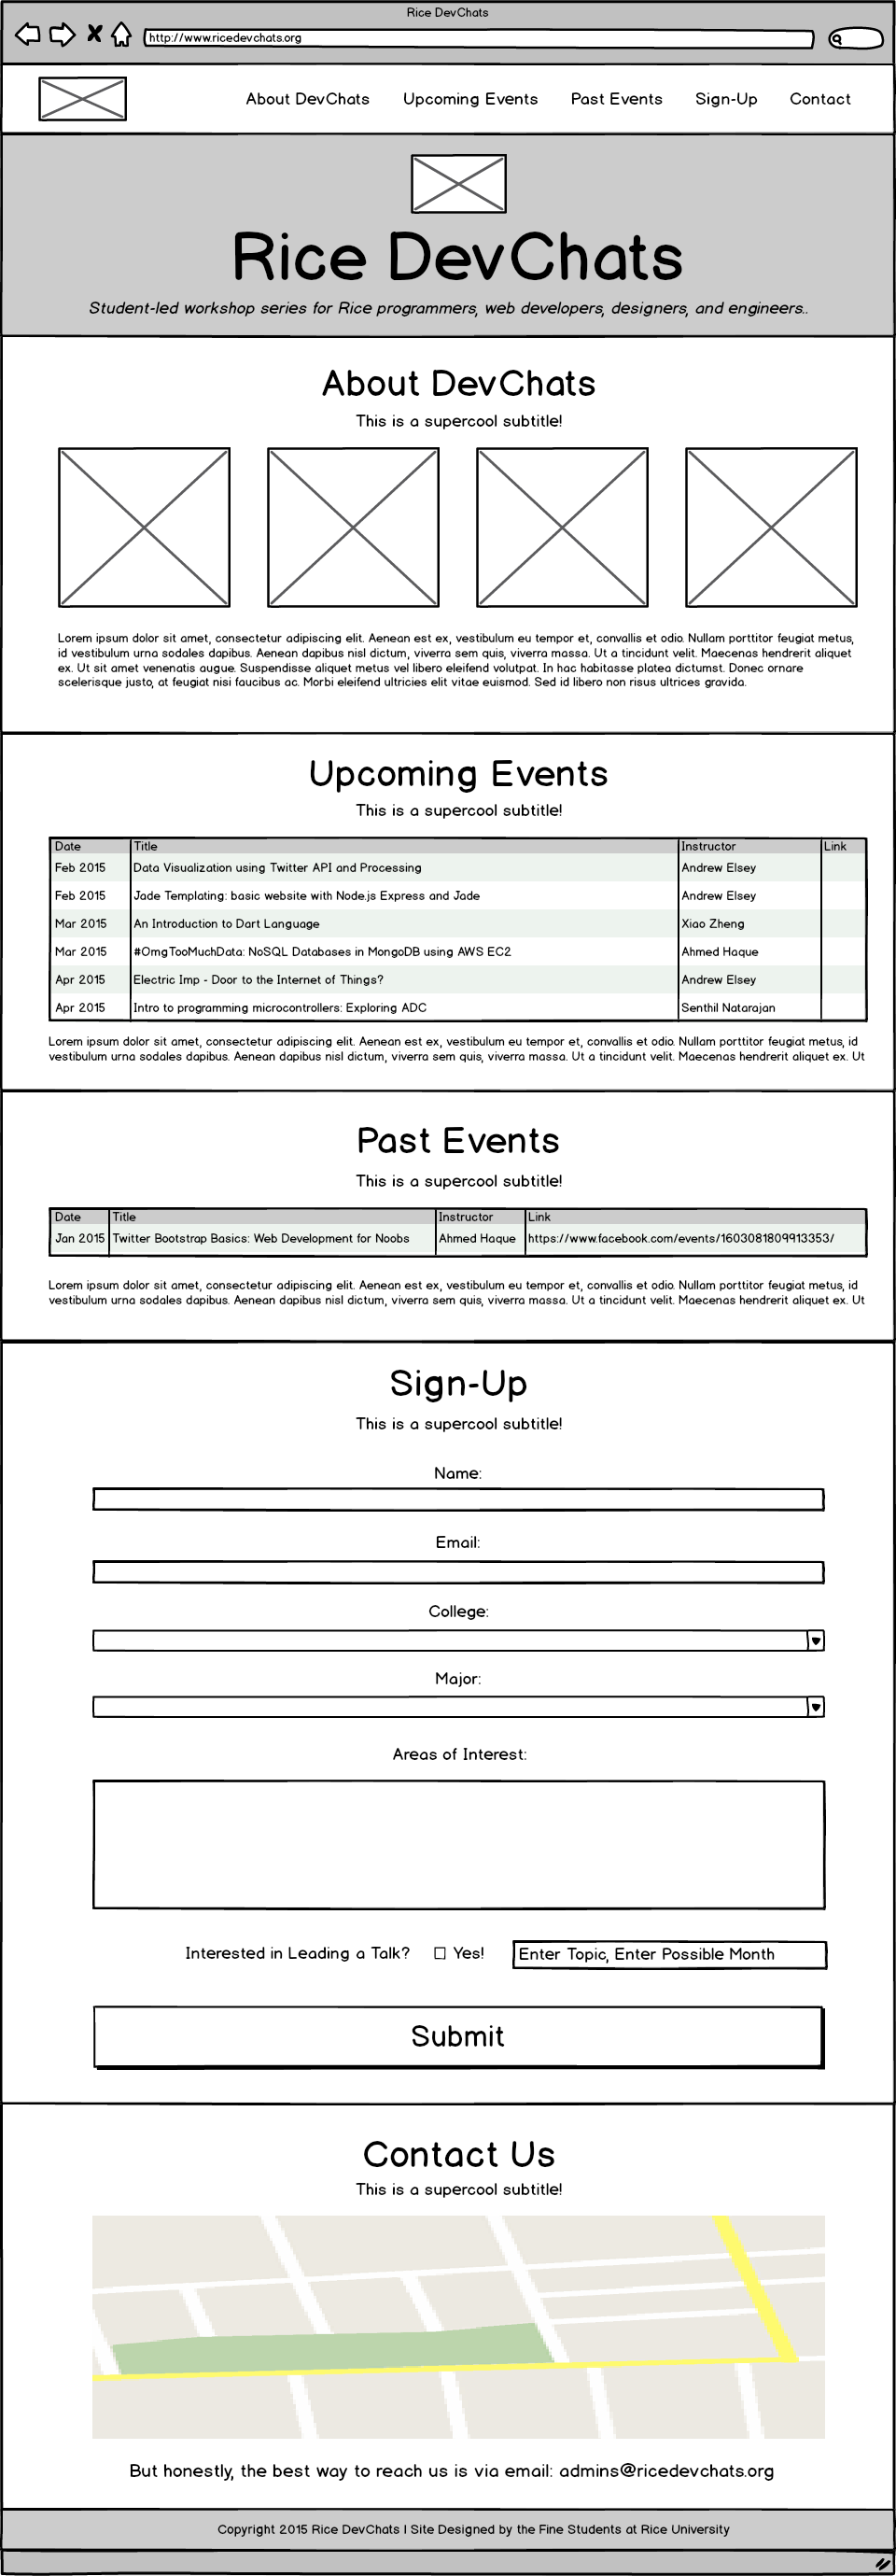 Rice DevChats
http://www.ricedevchats.org
About DevChats Upcoming Events Past Events Sign-Up Contact
Rice DevChats
Student-led workshop series for Rice programmers, web developers, designers, and engineers..
About DevChats
This is a supercool subtitle!
Lorem ipsum dolor sit amet, consectetur adipiscing elit. Aenean est ex, vestibulum eu tempor et, convallis et odio. Nullam porttitor feugiat metus,
id vestibulum urna sodales dapibus. Aenean dapibus nisl dictum, viverra sem quis, viverra massa. Ut a tincidunt velit. Maecenas hendrerit aliquet
ex. Ut sit amet venenatis augue. Suspendisse aliquet metus vel libero eleifend volutpat. In hac habitasse platea dictumst. Donec ornare
scelerisque justo, at feugiat nisi faucibus ac. Morbi eleifend ultricies elit vitae euismod. Sed id libero non risus ultrices gravida.
Upcoming Events
This is a supercool subtitle!
Date Title Instructor Link
Feb 2015 Data Visualization using Twitter API and Processing Andrew Elsey
Feb 2015 Jade Templating: basic website with Node.js Express and Jade Andrew Elsey
Mar 2015 An Introduction to Dart Language Xiao Zheng
Mar 2015 #OmgTooMuchData: NoSQL Databases in MongoDB using AWS EC2 Ahmed Haque
Apr 2015 Electric Imp - Door to the Internet of Things? Andrew Elsey
Apr 2015 Intro to programming microcontrollers: Exploring ADC Senthil Natarajan
Lorem ipsum dolor sit amet, consectetur adipiscing elit. Aenean est ex, vestibulum eu tempor et, convallis et odio. Nullam porttitor feugiat metus, id
vestibulum urna sodales dapibus. Aenean dapibus nisl dictum, viverra sem quis, viverra massa. Ut a tincidunt velit. Maecenas hendrerit aliquet ex. Ut
Past Events
This is a supercool subtitle!
Date Title Instructor Link
Jan 2015 Twitter Bootstrap Basics: Web Development for Noobs Ahmed Haque https://www.facebook.com/events/1603081809913353/
Lorem ipsum dolor sit amet, consectetur adipiscing elit. Aenean est ex, vestibulum eu tempor et, convallis et odio. Nullam porttitor feugiat metus, id
vestibulum urna sodales dapibus. Aenean dapibus nisl dictum, viverra sem quis, viverra massa. Ut a tincidunt velit. Maecenas hendrerit aliquet ex. Ut
Sign-Up
This is a supercool subtitle!
Name:
Email:
College:
Major:
Areas of Interest:
Interested in Leading a Talk? Yes! Enter Topic, Enter Possible Month
Submit
Contact Us
This is a supercool subtitle!
But honestly, the best way to reach us is via email: admins@ricedevchats.org
Copyright 2015 Rice DevChats | Site Designed by the Fine Students at Rice University